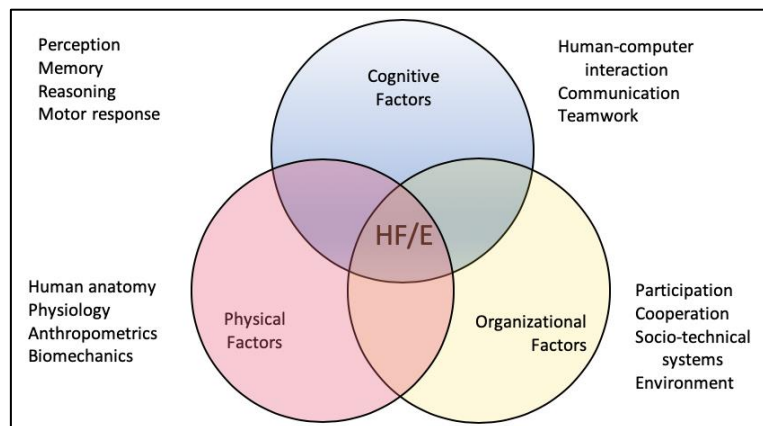 Perception
Memory
Reasoning
Motor response
Cognitive
Factors
Human-computer
interaction
Communication
Teamwork
HF/E
Human anatomy
Physiology
Anthropometrics
Biomechanics
Physical
Factors
Organizational
Factors
Participation
Cooperation
Socio-technical
systems
Environment